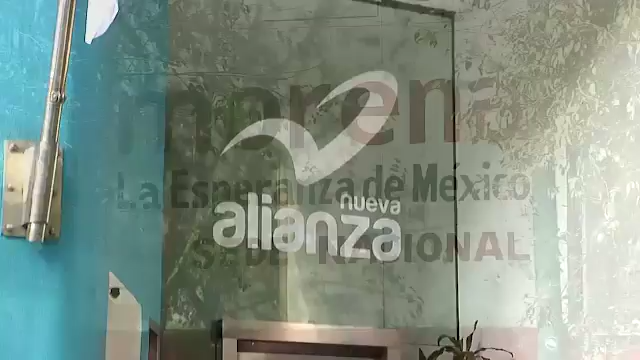 morena
La Esperanza de México
SEDE NACIONAL
nueva
alianza